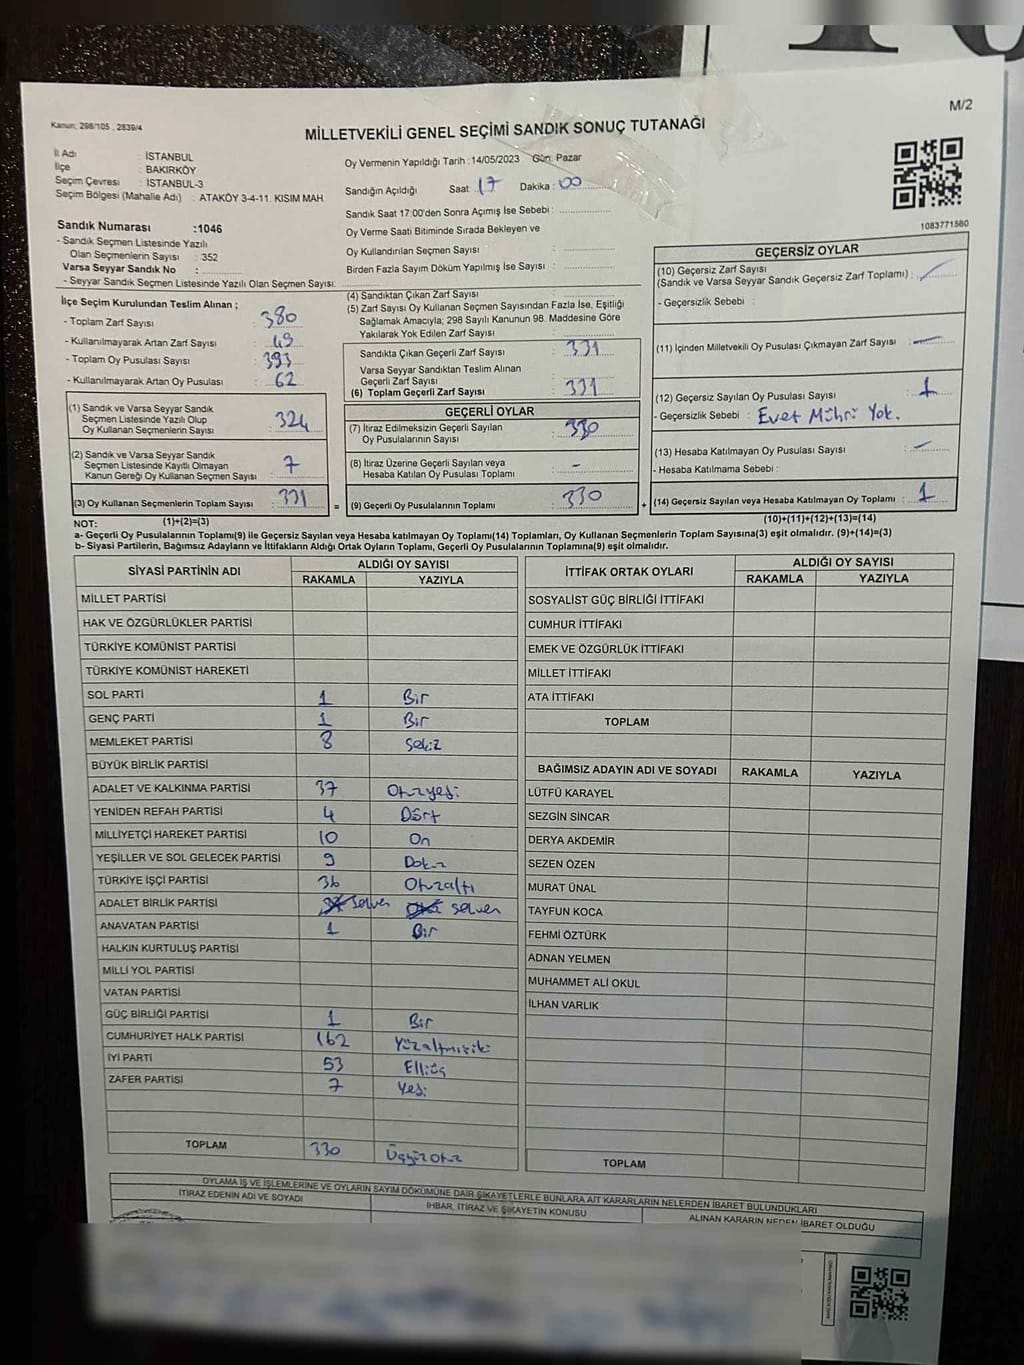 M/2
Kanun; 298/105 , 2839/4
MİLLETVEKİLİ GENEL SEÇİMİ SANDIK SONUÇ TUTANAĞI
İl Adı : İSTANBUL
İlçe : BAKIRKÖY
Seçim Çevresi : İSTANBUL-3
Seçim Bölgesi (Mahalle Adı) : ATAKÖY 3-4-11. KISIM MAH.
Oy Vermenin Yapıldığı Tarih : 14/05/2023 Gün: Pazar
Sandığın Açıldığı Saat: 17 Dakika : 00
Sandık Saat 17:00'den Sonra Açımış İse Sebebi :
Oy Verme Saati Bitiminde Sırada Bekleyen ve
Oy Kullandırılan Seçmen Sayısı :
Birden Fazla Sayım Döküm Yapılmış İse Sayısı :
1083771560
Sandık Numarası :1046
- Sandık Seçmen Listesinde Yazılı
Olan Seçmenlerin Sayısı : 352
Varsa Seyyar Sandık No :
- Seyyar Sandık Seçmen Listesinde Yazılı Olan Seçmen Sayısı:
İlçe Seçim Kurulundan Teslim Alınan ;
- Toplam Zarf Sayısı : 380
- Kullanılmayarak Artan Zarf Sayısı : 49
- Toplam Oy Pusulası Sayısı : 393
- Kullanılmayarak Artan Oy Pusulası : 62
(1) Sandık ve Varsa Seyyar Sandık
Seçmen Listesinde Yazılı Olup
Oy Kullanan Seçmenlerin Sayısı : 324
(2) Sandık ve Varsa Seyyar Sandık
Seçmen Listesinde Kayıtlı Olmayan
Kanun Gereği Oy Kullanan Seçmen Sayısı : 7
(3) Oy Kullanan Seçmenlerin Toplam Sayısı : 331
(4) Sandıktan Çıkan Zarf Sayısı :
(5) Zarf Sayısı Oy Kullanan Seçmen Sayısından Fazla İse, Eşitliği
Sağlamak Amacıyla; 298 Sayılı Kanunun 98. Maddesine Göre
Yakılarak Yok Edilen Zarf Sayısı :
Sandıkta Çıkan Geçerli Zarf Sayısı : 331
Varsa Seyyar Sandıktan Teslim Alınan
Geçerli Zarf Sayısı :
(6) Toplam Geçerli Zarf Sayısı : 331
GEÇERLİ OYLAR
(7) İtiraz Edilmeksizin Geçerli Sayılan
Oy Pusulalarının Sayısı : 330
(8) İtiraz Üzerine Geçerli Sayılan veya
Hesaba Katılan Oy Pusulası Toplamı : -
= (9) Geçerli Oy Pusulalarının Toplamı : 330
GEÇERSİZ OYLAR
(10) Geçersiz Zarf Sayısı
(Sandık ve Varsa Seyyar Sandık Geçersiz Zarf Toplamı) : -
- Geçersizlik Sebebi :
(11) İçinden Milletvekili Oy Pusulası Çıkmayan Zarf Sayısı : -
(12) Geçersiz Sayılan Oy Pusulası Sayısı : 1
- Geçersizlik Sebebi : Evet Mührü Yok.
(13) Hesaba Katılmayan Oy Pusulası Sayısı : -
- Hesaba Katılmama Sebebi :
+ (14) Geçersiz Sayılan veya Hesaba Katılmayan Oy Toplamı : 1
NOT: (1)+(2)=(3)
(10)+(11)+(12)+(13)=(14)
a- Geçerli Oy Pusulalarının Toplamı(9) ile Geçersiz Sayılan veya Hesaba katılmayan Oy Toplamı(14) Toplamları, Oy Kullanan Seçmenlerin Toplam Sayısına(3) eşit olmalıdır. (9)+(14)=(3)
b- Siyasi Partilerin, Bağımsız Adayların ve İttifakların Aldığı Ortak Oyların Toplamı, Geçerli Oy Pusulalarının Toplamına(9) eşit olmalıdır.
SİYASİ PARTİNİN ADI ALDIĞI OY SAYISI
RAKAMLA YAZIYLA
MİLLET PARTİSİ
HAK VE ÖZGÜRLÜKLER PARTİSİ
TÜRKİYE KOMÜNİST PARTİSİ
TÜRKİYE KOMÜNİST HAREKETİ
SOL PARTİ 1 Bir
GENÇ PARTİ 1 Bir
MEMLEKET PARTİSİ 8 Sekiz
BÜYÜK BİRLİK PARTİSİ
ADALET VE KALKINMA PARTİSİ 37 Otuzyedi
YENİDEN REFAH PARTİSİ 4 Dört
MİLLİYETÇİ HAREKET PARTİSİ 10 On
YEŞİLLER VE SOL GELECEK PARTİSİ 9 Dokuz
TÜRKİYE İŞÇİ PARTİSİ 36 Otuzaltı
ADALET BİRLİK PARTİSİ
ANAVATAN PARTİSİ 1 Bir
HALKIN KURTULUŞ PARTİSİ
MİLLİ YOL PARTİSİ
VATAN PARTİSİ
GÜÇ BİRLİĞİ PARTİSİ 1 Bir
CUMHURİYET HALK PARTİSİ 162 Yüzaltmışiki
İYİ PARTİ 53 Elliüç
ZAFER PARTİSİ 7 Yedi
TOPLAM 330 Üçyüzotuz
İTTİFAK ORTAK OYLARI ALDIĞI OY SAYISI
RAKAMLA YAZIYLA
SOSYALİST GÜÇ BİRLİĞİ İTTİFAKI
CUMHUR İTTİFAKI
EMEK VE ÖZGÜRLÜK İTTİFAKI
MİLLET İTTİFAKI
ATA İTTİFAKI
TOPLAM
BAĞIMSIZ ADAYIN ADI VE SOYADI RAKAMLA YAZIYLA
LÜTFÜ KARAYEL
SEZGİN SİNCAR
DERYA AKDEMİR
SEZEN ÖZEN
MURAT ÜNAL
TAYFUN KOCA
FEHMİ ÖZTÜRK
ADNAN YELMEN
MUHAMMET ALİ OKUL
İLHAN VARLIK
TOPLAM
OYLAMA İŞ VE İŞLEMLERİNE VE OYLARIN SAYIM DÖKÜMÜNE DAİR ŞİKAYETLERLE BUNLARA AİT KARARLARIN NELERDEN İBARET BULUNDUKLARI
İTİRAZ EDENİN ADI VE SOYADI İHBAR, İTİRAZ VE ŞİKAYETİN KONUSU ALINAN KARARIN NEDEN İBARET OLDUĞU